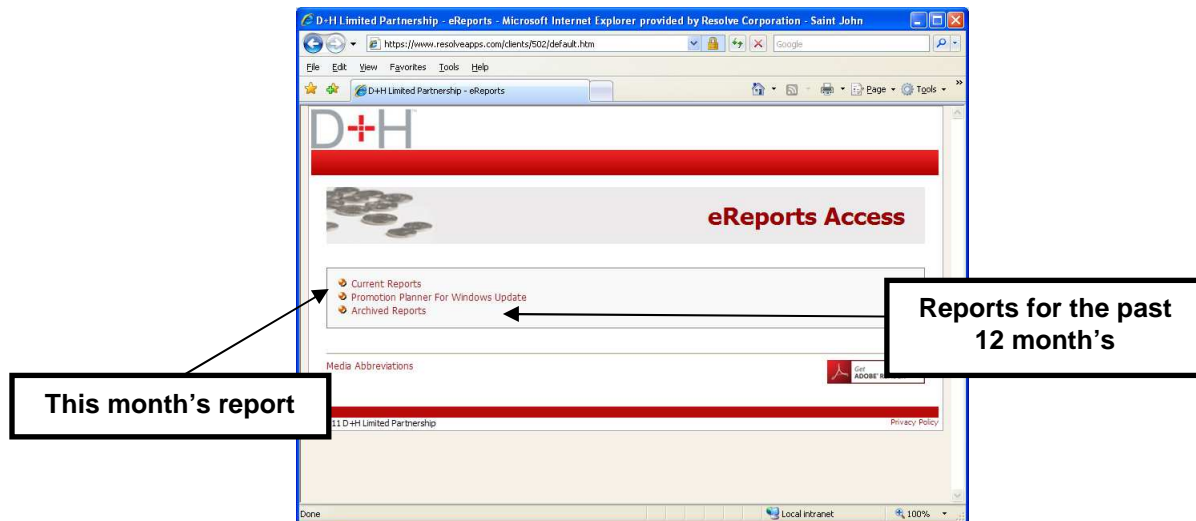 D+H Limited Partnership - eReports - Microsoft Internet Explorer provided by Resolve Corporation - Saint John
https://www.resolveapps.com/clients/502/default.htm
Google
File Edit View Favorites Tools Help
D+H Limited Partnership - eReports
Page Tools
D+H
eReports Access
Current Reports
Promotion Planner For Windows Update
Archived Reports
Reports for the past
12 month's
Media Abbreviations
Get
ADOBE
This month's report
11 D+H Limited Partnership
Privacy Policy
Done
Local intranet
100%